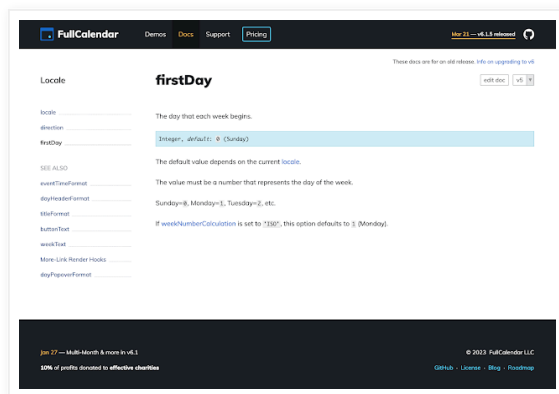 FullCalendar
Demos Docs Support Pricing
Mar 21 — v6.1.5 released
These docs are for an old release. Info on upgrading to v6
Locale
firstDay
edit doc v5
locale
direction
firstDay
SEE ALSO
eventTimeFormat
dayHeaderFormat
titleFormat
buttonText
weekText
More-Link Render Hooks
dayPopoverFormat
The day that each week begins.
Integer, default: 0 (Sunday)
The default value depends on the current locale.
The value must be a number that represents the day of the week.
Sunday=0, Monday=1, Tuesday=2, etc.
If weekNumberCalculation is set to "ISO", this option defaults to 1 (Monday).
Jan 27 — Multi-Month & more in v6.1
10% of profits donated to effective charities
© 2023 FullCalendar LLC
GitHub - License - Blog - Roadmap